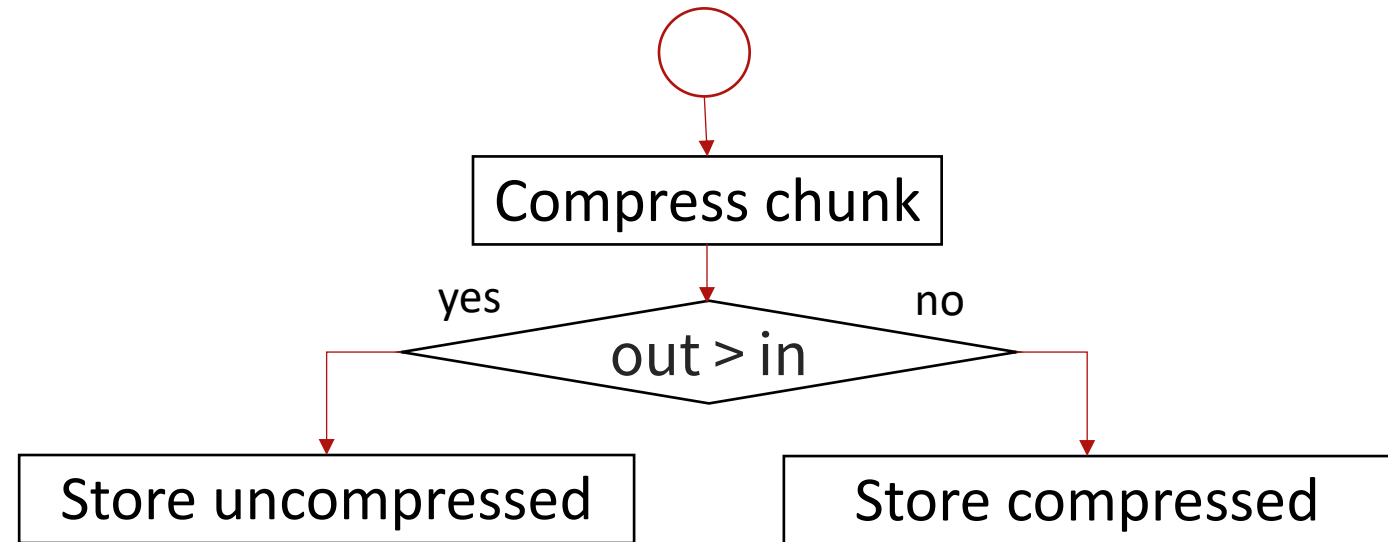 Compress chunk
yes
no
out > in
Store uncompressed
Store compressed